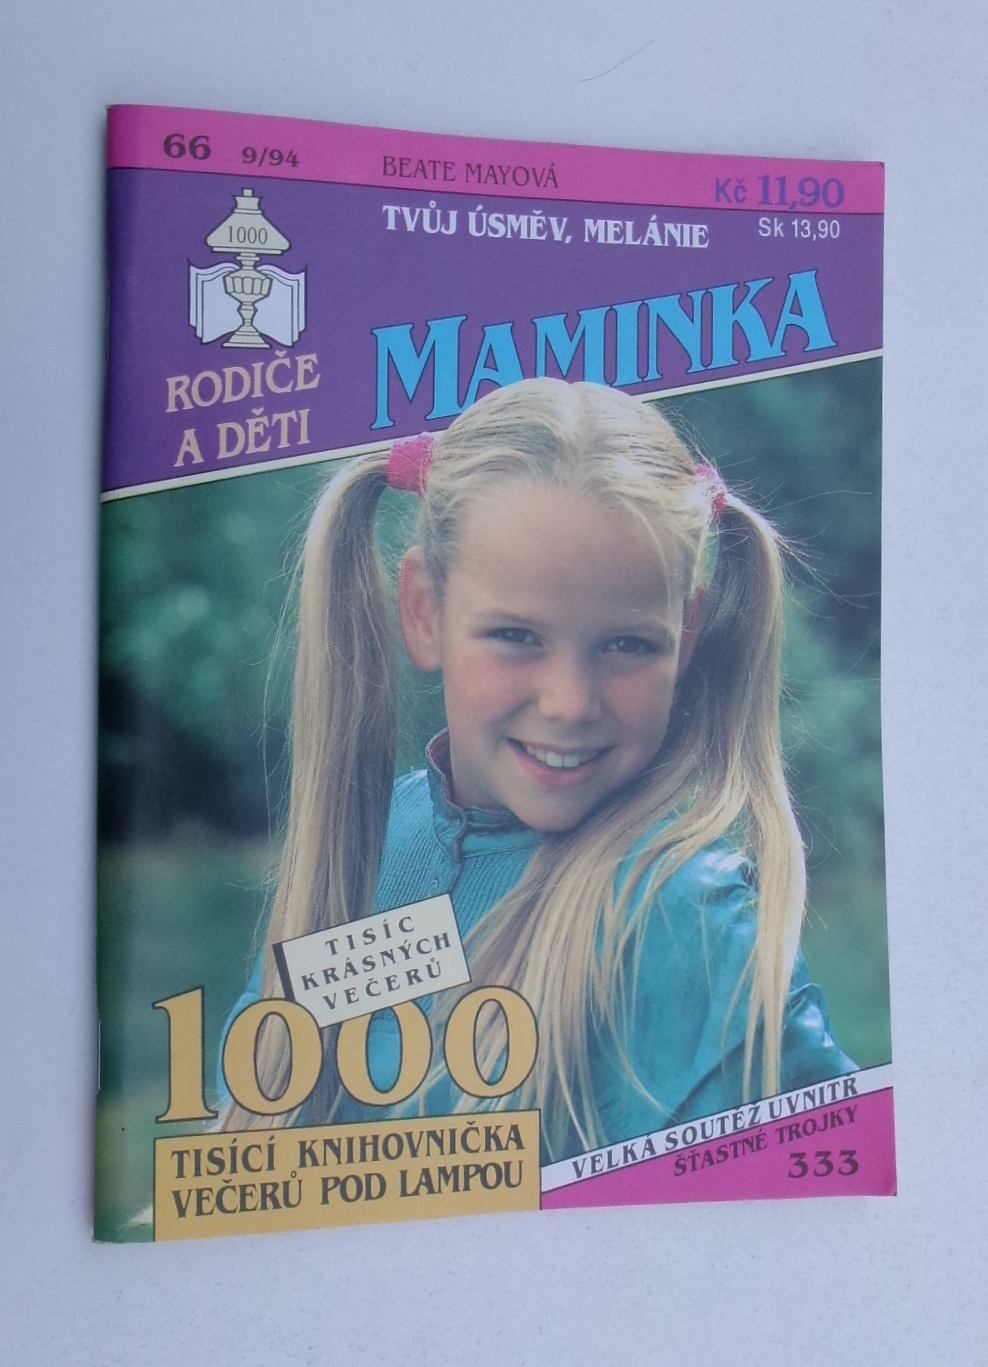 66 9/94
BEATE MAYOVÁ
Kč 11,90
TVŮJ ÚSMĚV, MELÁNIE
Sk 13,90
1000
MAMINKA
RODIČE
A DĚTI
TISÍC
KRÁSNÝCH
VEČERŮ
1000
TISÍCÍ KNIHOVNIČKA
VEČERŮ POD LAMPOU
VELKÁ SOUTĚŽ UVNITŘ
ŠŤASTNÉ TROJKY
333